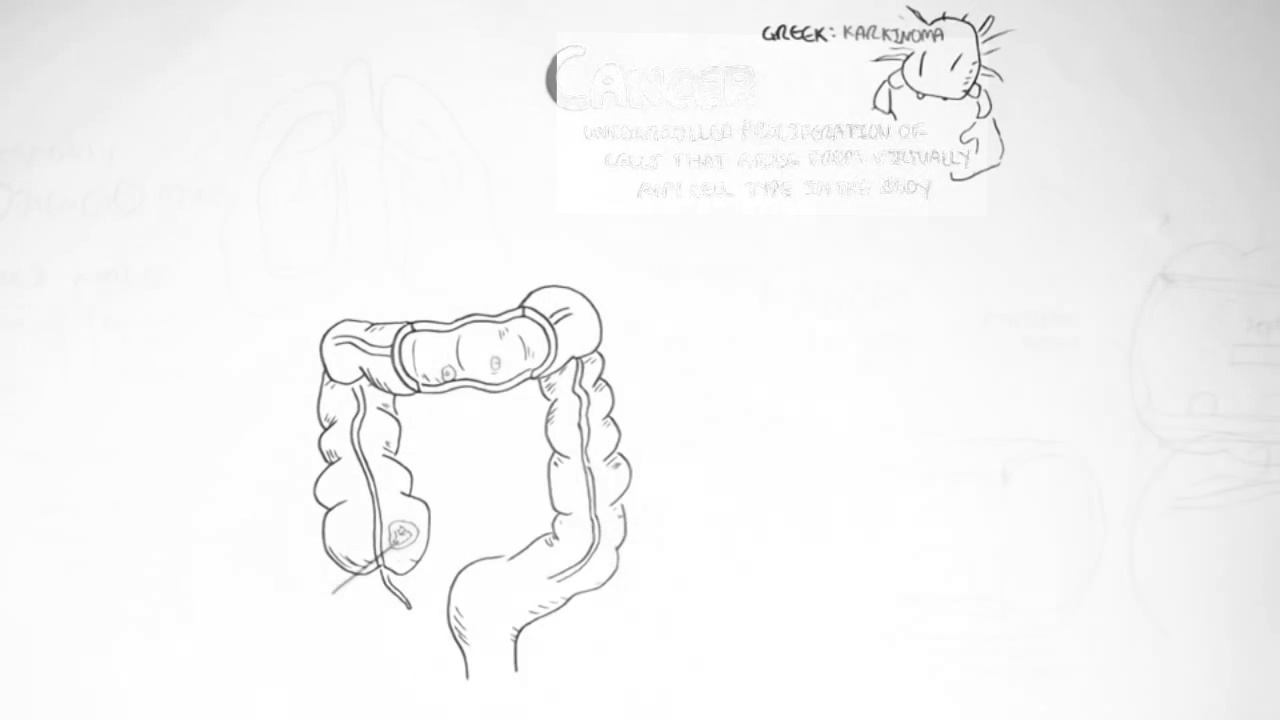 GREEK: KARKINOMA
CANCER
UNCONTROLLED PROLIFERATION OF
CELLS THAT ARISE FROM VIRTUALLY
ANY CELL TYPE IN THE BODY